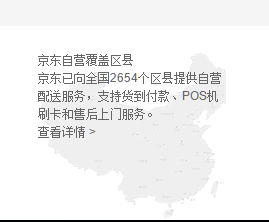 京东自营覆盖区县
京东已向全国2654个区县提供自营
配送服务，支持货到付款、POS机
刷卡和售后上门服务。
查看详情 >